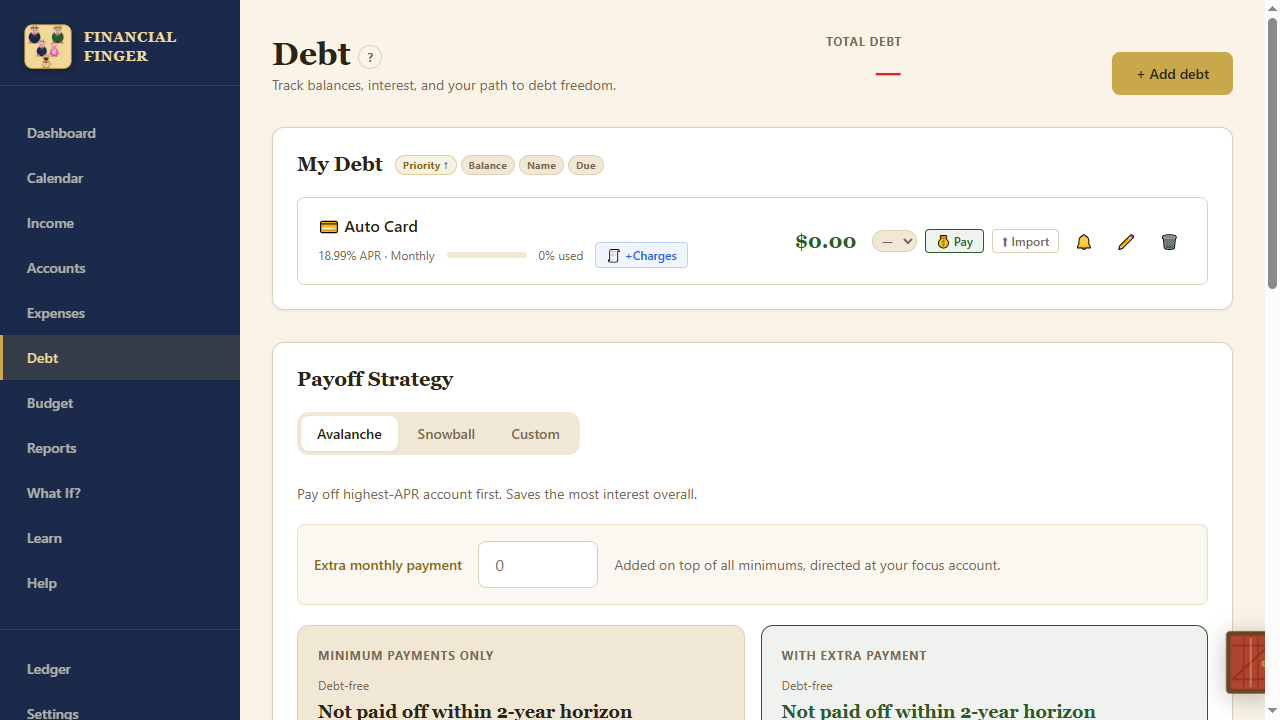 FINANCIAL
FINGER
Dashboard
Calendar
Income
Accounts
Expenses
Debt
Budget
Reports
What If?
Learn
Help
Ledger
Settings
Debt ?
Track balances, interest, and your path to debt freedom.
TOTAL DEBT
—
+ Add debt
My Debt Priority ↑ Balance Name Due
Auto Card
18.99% APR · Monthly 0% used +Charges
$0.00 — Pay ⬆ Import
Payoff Strategy
Avalanche Snowball Custom
Pay off highest-APR account first. Saves the most interest overall.
Extra monthly payment 0 Added on top of all minimums, directed at your focus account.
MINIMUM PAYMENTS ONLY
Debt-free
Not paid off within 2-year horizon
WITH EXTRA PAYMENT
Debt-free
Not paid off within 2-year horizon